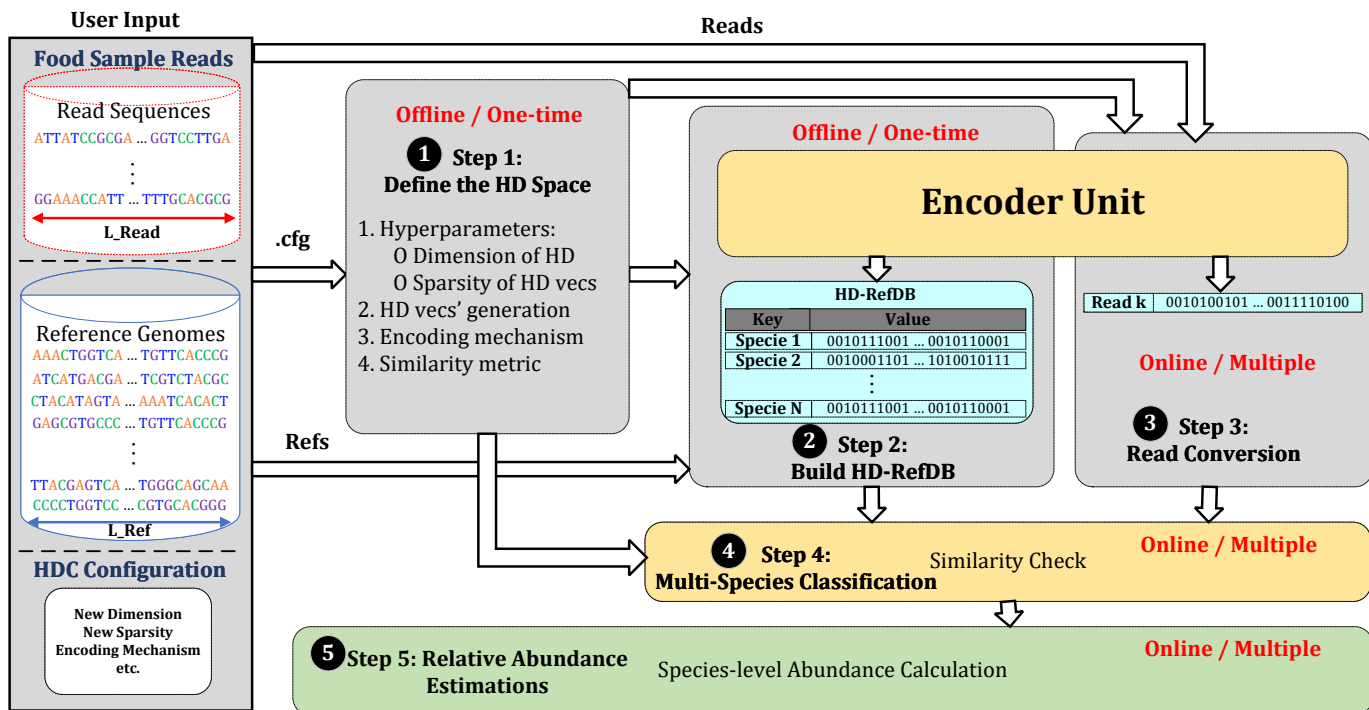 User Input
Food Sample Reads
Read Sequences
ATTATCCGCGA ... GGTCCTTGA
GGAAACCATT ... TTTGCACGCG
L_Read
Reference Genomes
AAACTGGTCA ... TGTTCACCCG
ATCATGACGA ... TCGTCTACGC
CTACATAGTA ... AAATCACACT
GAGCGTGCCC ... TGTTCACCCG
TTACGAGTCA ... TGGGCAGCAA
CCCCTGGTCC ... CGTGCACGGG
L_Ref
HDC Configuration
New Dimension
New Sparsity
Encoding Mechanism
etc.
Reads
.cfg
Refs
Offline / One-time
1 Step 1:
Define the HD Space
1. Hyperparameters:
O Dimension of HD
O Sparsity of HD vecs
2. HD vecs’ generation
3. Encoding mechanism
4. Similarity metric
Offline / One-time
Encoder Unit
HD-RefDB
Key Value
Specie 1 0010111001 ... 0010110001
Specie 2 0010001101 ... 1010010111
Specie N 0010111001 ... 0010110001
2 Step 2:
Build HD-RefDB
Read k 0010100101 ... 0011110100
Online / Multiple
3 Step 3:
Read Conversion
4 Step 4:
Multi-Species Classification
Similarity Check
Online / Multiple
5 Step 5: Relative Abundance
Estimations
Species-level Abundance Calculation
Online / Multiple